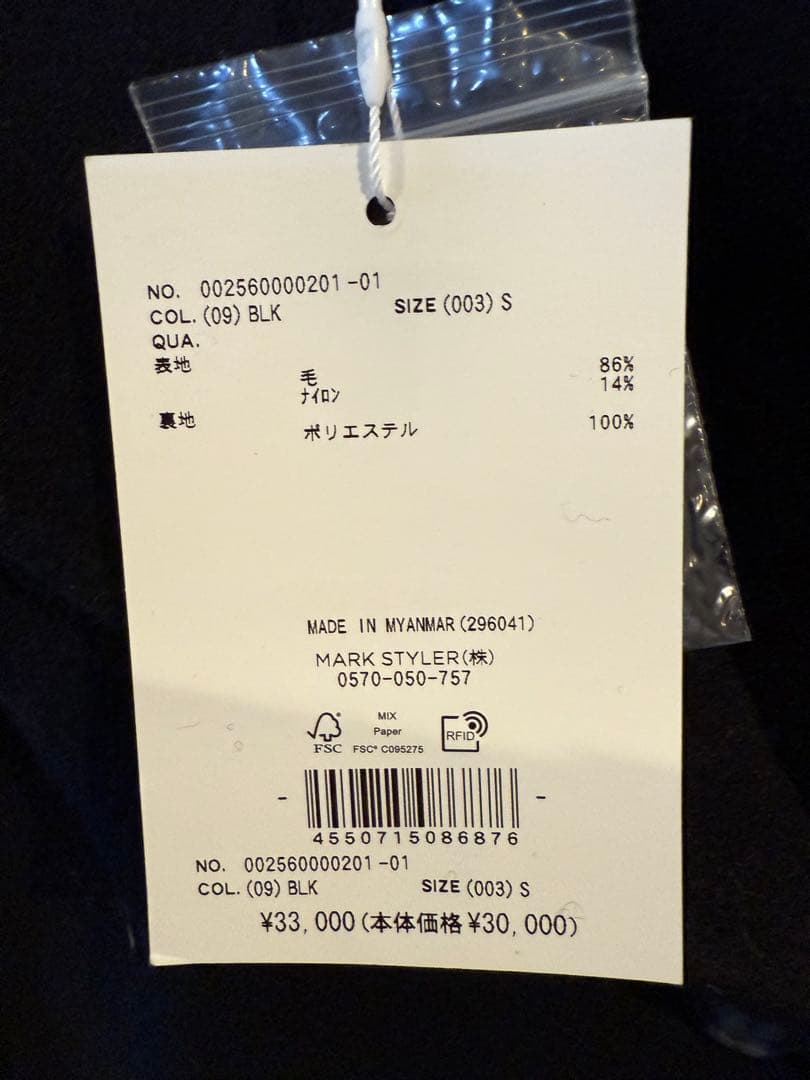 NO. 002560000201-01
COL. (09) BLK SIZE (003) S
QUA.
表地 毛 86%
ナイロン 14%
裏地 ポリエステル 100%
MADE IN MYANMAR (296041)
MARK STYLER(株)
0570-050-757
FSC
MIX
Paper
FSC® C095275
RFID
4550715086876
NO. 002560000201-01
COL. (09) BLK SIZE (003) S
¥33,000(本体価格¥30,000)